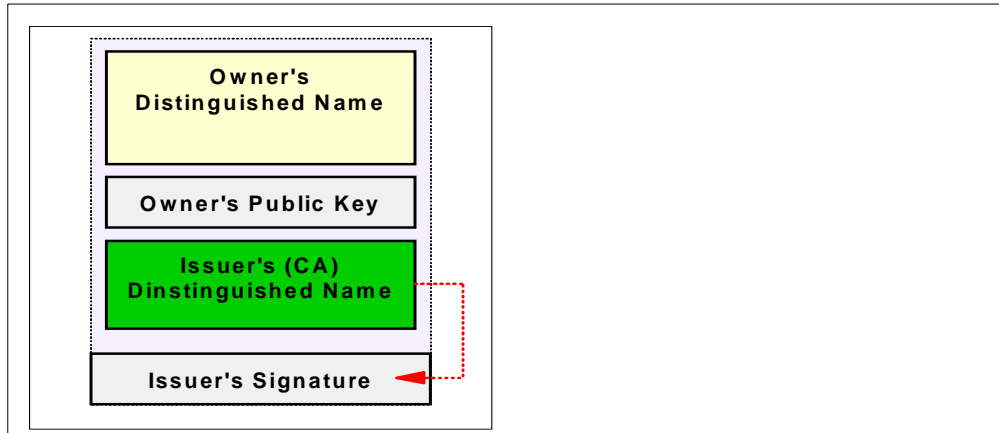 Owner's
Distinguished Name
Owner's Public Key
Issuer's (CA)
Dinstinguished Name
Issuer's Signature